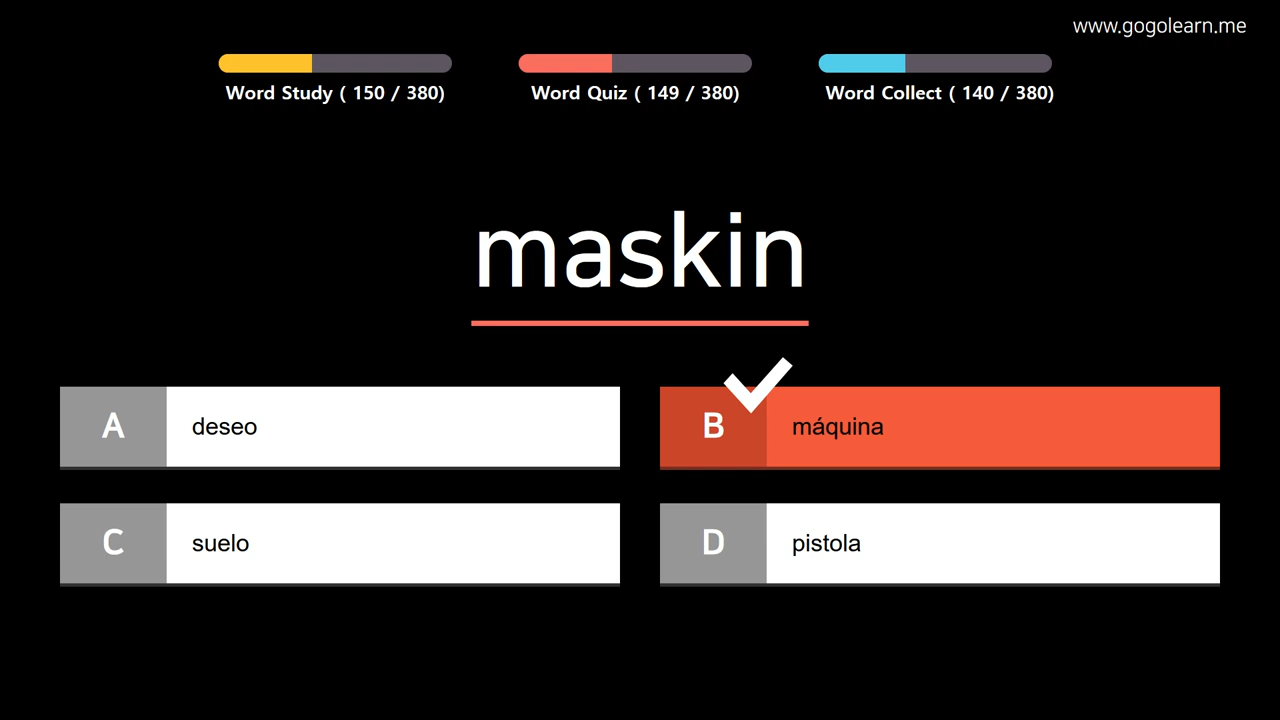 www.gogolearn.me
Word Study ( 150 / 380)
Word Quiz ( 149 / 380)
Word Collect ( 140 / 380)
maskin
A
deseo
B
máquina
C
suelo
D
pistola